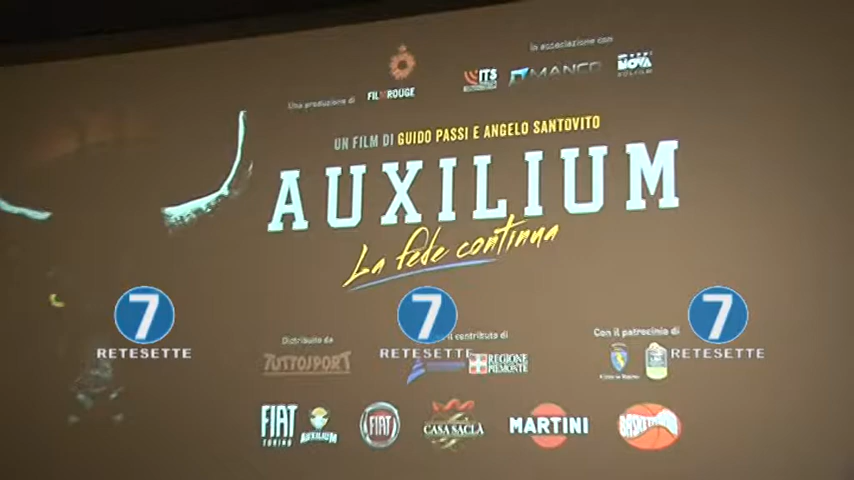 in associazione con
Una produzione di
FILMROUGE
ITS
MANCO
NOVA
UN FILM DI GUIDO PASSI E ANGELO SANTOVITO
AUXILIUM
La fede continua
7 7 7
RETESETTE RETESETTE RETESETTE
Distribuito da
il contributo di
Con il patrocinio di
TUTTOSPORT
REGIONE
PIEMONTE
FIAT
TORINO
AUXILIUM
FIAT
CASA SACLÀ
MARTINI